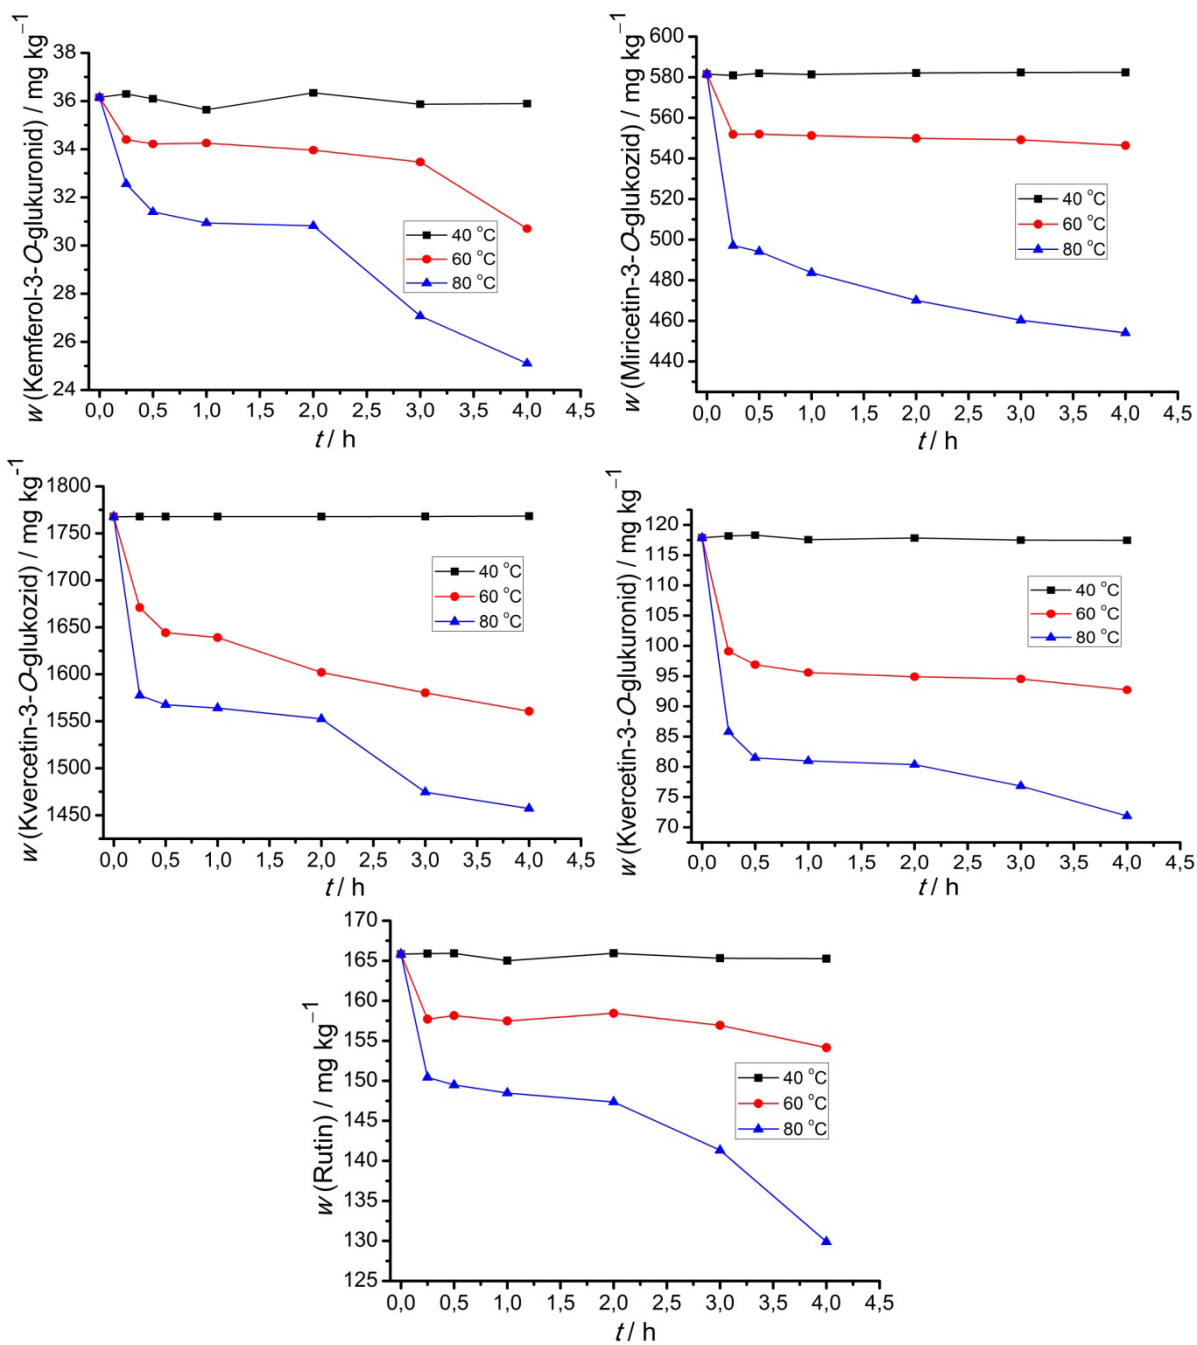 w (Kemferol-3-O-glukuronid) / mg kg⁻¹
38
36
34
32
30
28
26
24
0,0 0,5 1,0 1,5 2,0 2,5 3,0 3,5 4,0 4,5
t / h
40 °C
60 °C
80 °C
w (Miricetin-3-O-glukozid) / mg kg⁻¹
600
580
560
540
520
500
480
460
440
0,0 0,5 1,0 1,5 2,0 2,5 3,0 3,5 4,0 4,5
t / h
40 °C
60 °C
80 °C
w (Kvercetin-3-O-glukozid) / mg kg⁻¹
1800
1750
1700
1650
1600
1550
1500
1450
0,0 0,5 1,0 1,5 2,0 2,5 3,0 3,5 4,0 4,5
t / h
40 °C
60 °C
80 °C
w (Kvercetin-3-O-glukuronid) / mg kg⁻¹
120
115
110
105
100
95
90
85
80
75
70
0,0 0,5 1,0 1,5 2,0 2,5 3,0 3,5 4,0 4,5
t / h
40 °C
60 °C
80 °C
w (Rutin) / mg kg⁻¹
170
165
160
155
150
145
140
135
130
125
0,0 0,5 1,0 1,5 2,0 2,5 3,0 3,5 4,0 4,5
t / h
40 °C
60 °C
80 °C